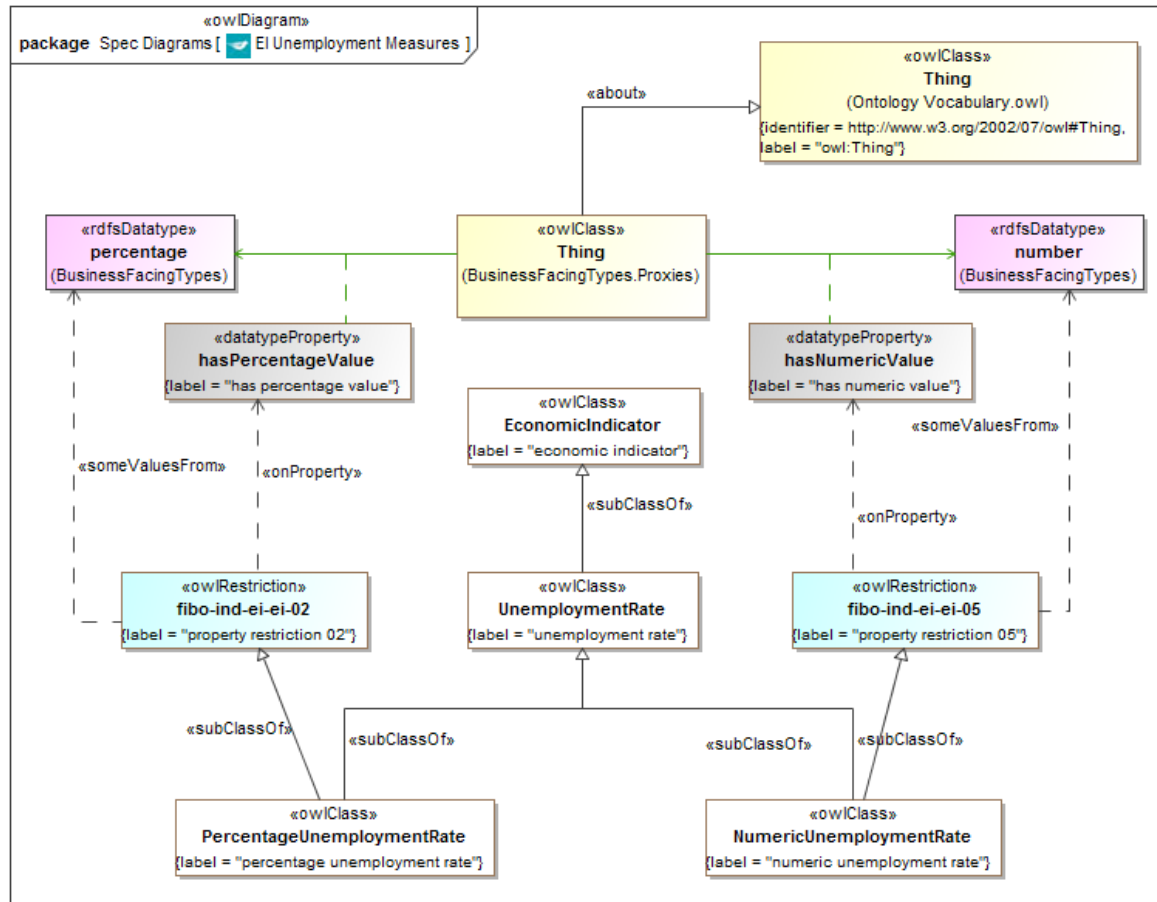 «owlDiagram»
package Spec Diagrams [ EI Unemployment Measures ]
«owlClass»
Thing
(Ontology Vocabulary.owl)
{identifier = http://www.w3.org/2002/07/owl#Thing,
label = "owl:Thing"}
«about»
«rdfsDatatype»
percentage
(BusinessFacingTypes)
«owlClass»
Thing
(BusinessFacingTypes.Proxies)
«rdfsDatatype»
number
(BusinessFacingTypes)
«datatypeProperty»
hasPercentageValue
{label = "has percentage value"}
«datatypeProperty»
hasNumericValue
{label = "has numeric value"}
«owlClass»
EconomicIndicator
{label = "economic indicator"}
«someValuesFrom»
«onProperty»
«subClassOf»
«someValuesFrom»
«onProperty»
«owlRestriction»
fibo-ind-ei-ei-02
{label = "property restriction 02"}
«owlClass»
UnemploymentRate
{label = "unemployment rate"}
«owlRestriction»
fibo-ind-ei-ei-05
{label = "property restriction 05"}
«subClassOf»
«subClassOf»
«subClassOf»
«subClassOf»
«owlClass»
PercentageUnemploymentRate
{label = "percentage unemployment rate"}
«owlClass»
NumericUnemploymentRate
{label = "numeric unemployment rate"}